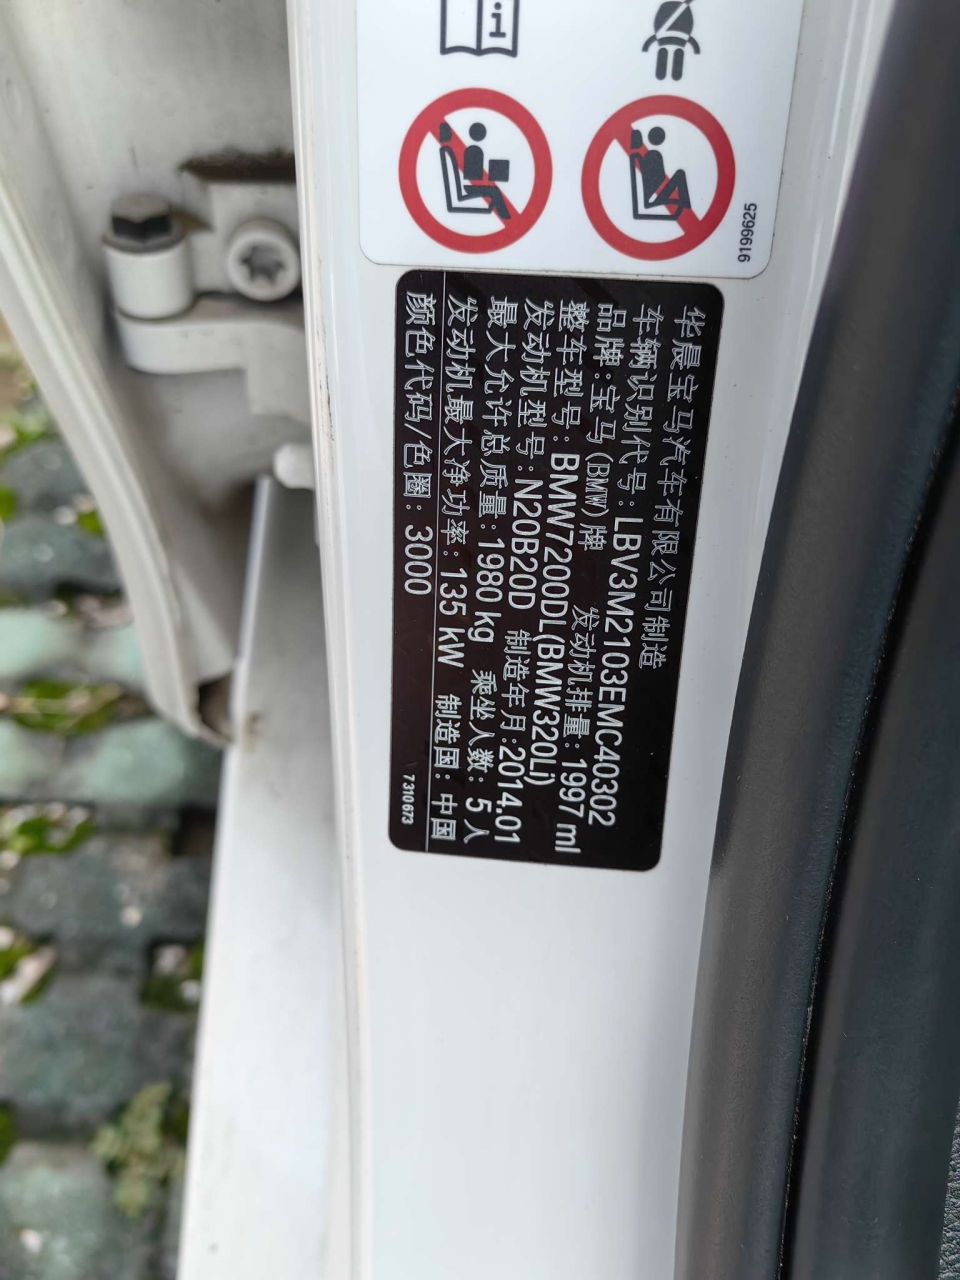 9199625
华晨宝马汽车有限公司制造
车辆识别代号:LBV3M2103EMC40302
品牌:宝马(BMW)牌 发动机排量:1997 ml
整车型号:BMW7200DL(BMW320Li)
发动机型号:N20B20D 制造年月:2014.01
最大允许总质量:1980 kg 乘坐人数:5人
发动机最大净功率:135 kW 制造国:中国
颜色代码/色圈:3000
7310673